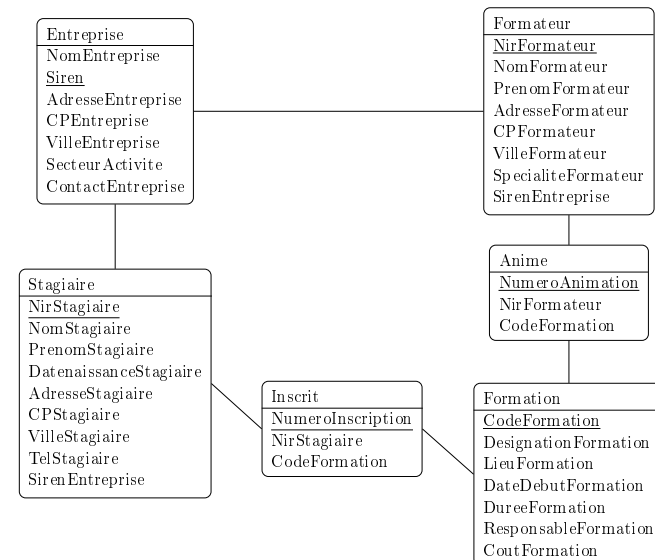 Entreprise
NomEntreprise
Siren
AdresseEntreprise
CPEntreprise
VilleEntreprise
SecteurActivite
ContactEntreprise
Formateur
NirFormateur
NomFormateur
PrenomFormateur
AdresseFormateur
CPFormateur
VilleFormateur
SpecialiteFormateur
SirenEntreprise
Anime
NumeroAnimation
NirFormateur
CodeFormation
Stagiaire
NirStagiaire
NomStagiaire
PrenomStagiaire
DatenaissanceStagiaire
AdresseStagiaire
CPStagiaire
VilleStagiaire
TelStagiaire
SirenEntreprise
Inscrit
NumeroInscription
NirStagiaire
CodeFormation
Formation
CodeFormation
DesignationFormation
LieuFormation
DateDebutFormation
DureeFormation
ResponsableFormation
CoutFormation